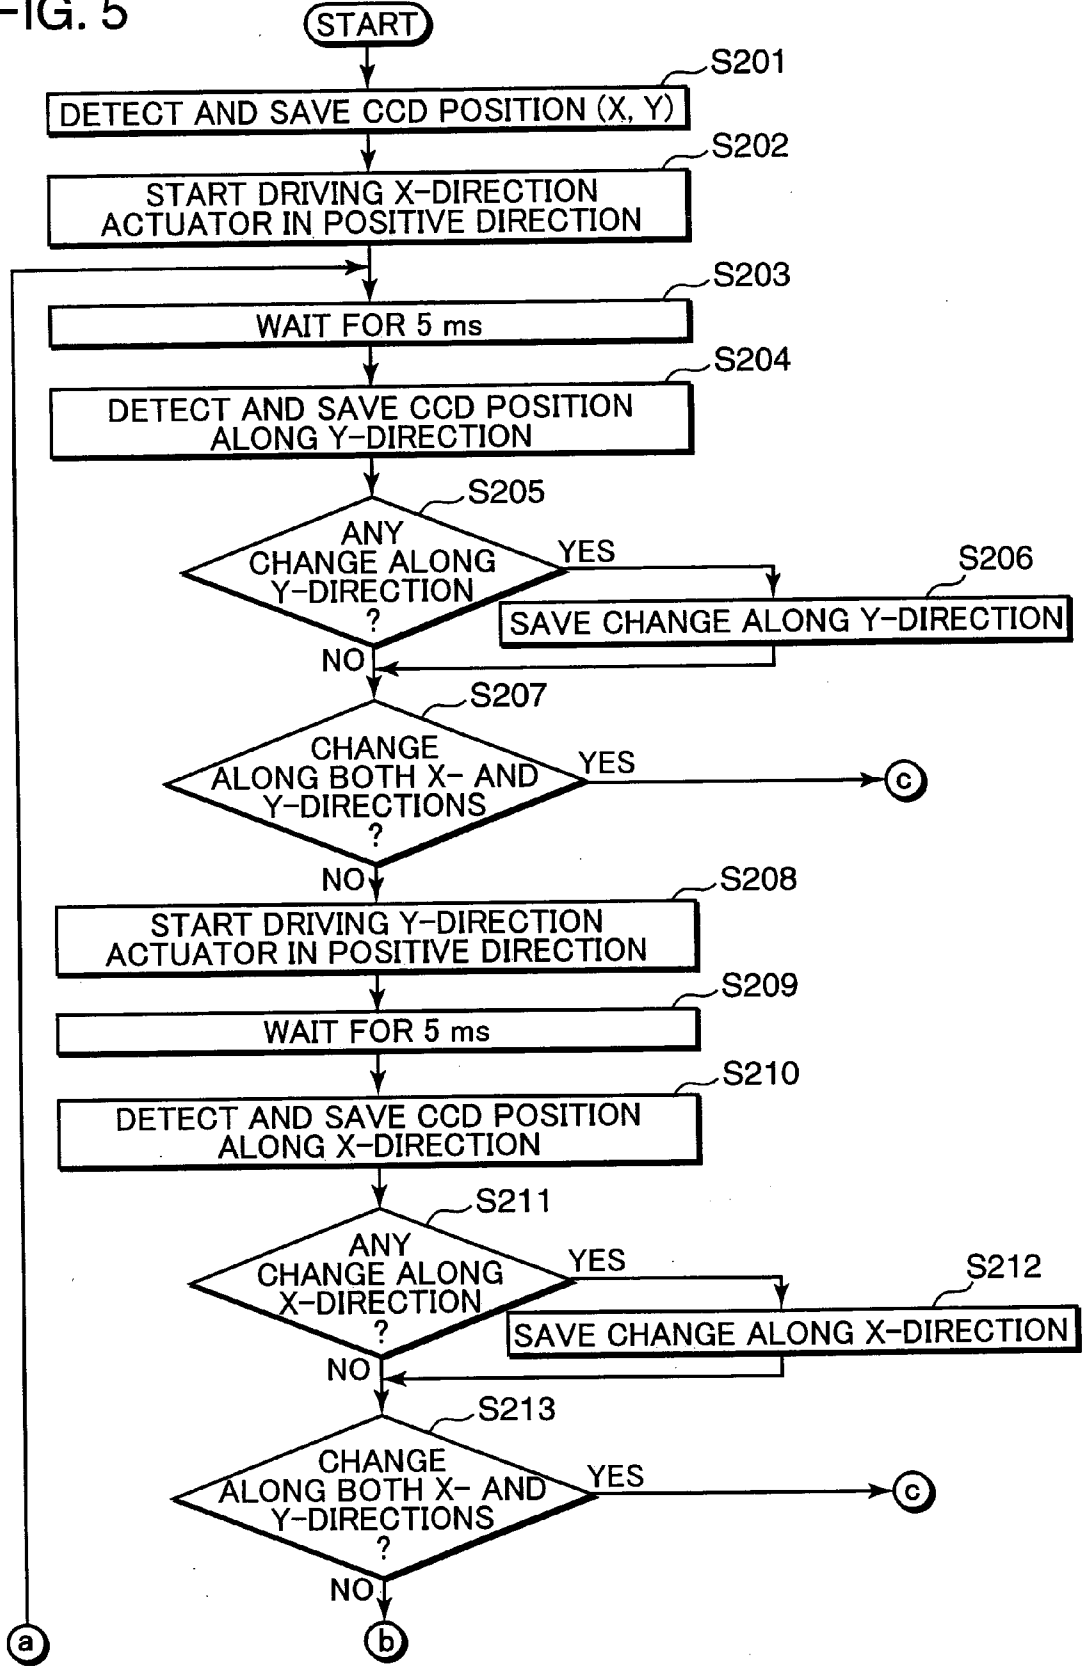 FIG. 5
START
S201
DETECT AND SAVE CCD POSITION (X, Y)
S202
START DRIVING X-DIRECTION
ACTUATOR IN POSITIVE DIRECTION
S203
WAIT FOR 5 ms
S204
DETECT AND SAVE CCD POSITION
ALONG Y-DIRECTION
S205
ANY
CHANGE ALONG
Y-DIRECTION
?
YES
S206
SAVE CHANGE ALONG Y-DIRECTION
NO
S207
CHANGE
ALONG BOTH X- AND
Y-DIRECTIONS
?
YES
c
NO
S208
START DRIVING Y-DIRECTION
ACTUATOR IN POSITIVE DIRECTION
S209
WAIT FOR 5 ms
S210
DETECT AND SAVE CCD POSITION
ALONG X-DIRECTION
S211
ANY
CHANGE ALONG
X-DIRECTION
?
YES
S212
SAVE CHANGE ALONG X-DIRECTION
NO
S213
CHANGE
ALONG BOTH X- AND
Y-DIRECTIONS
?
YES
c
NO
a
b